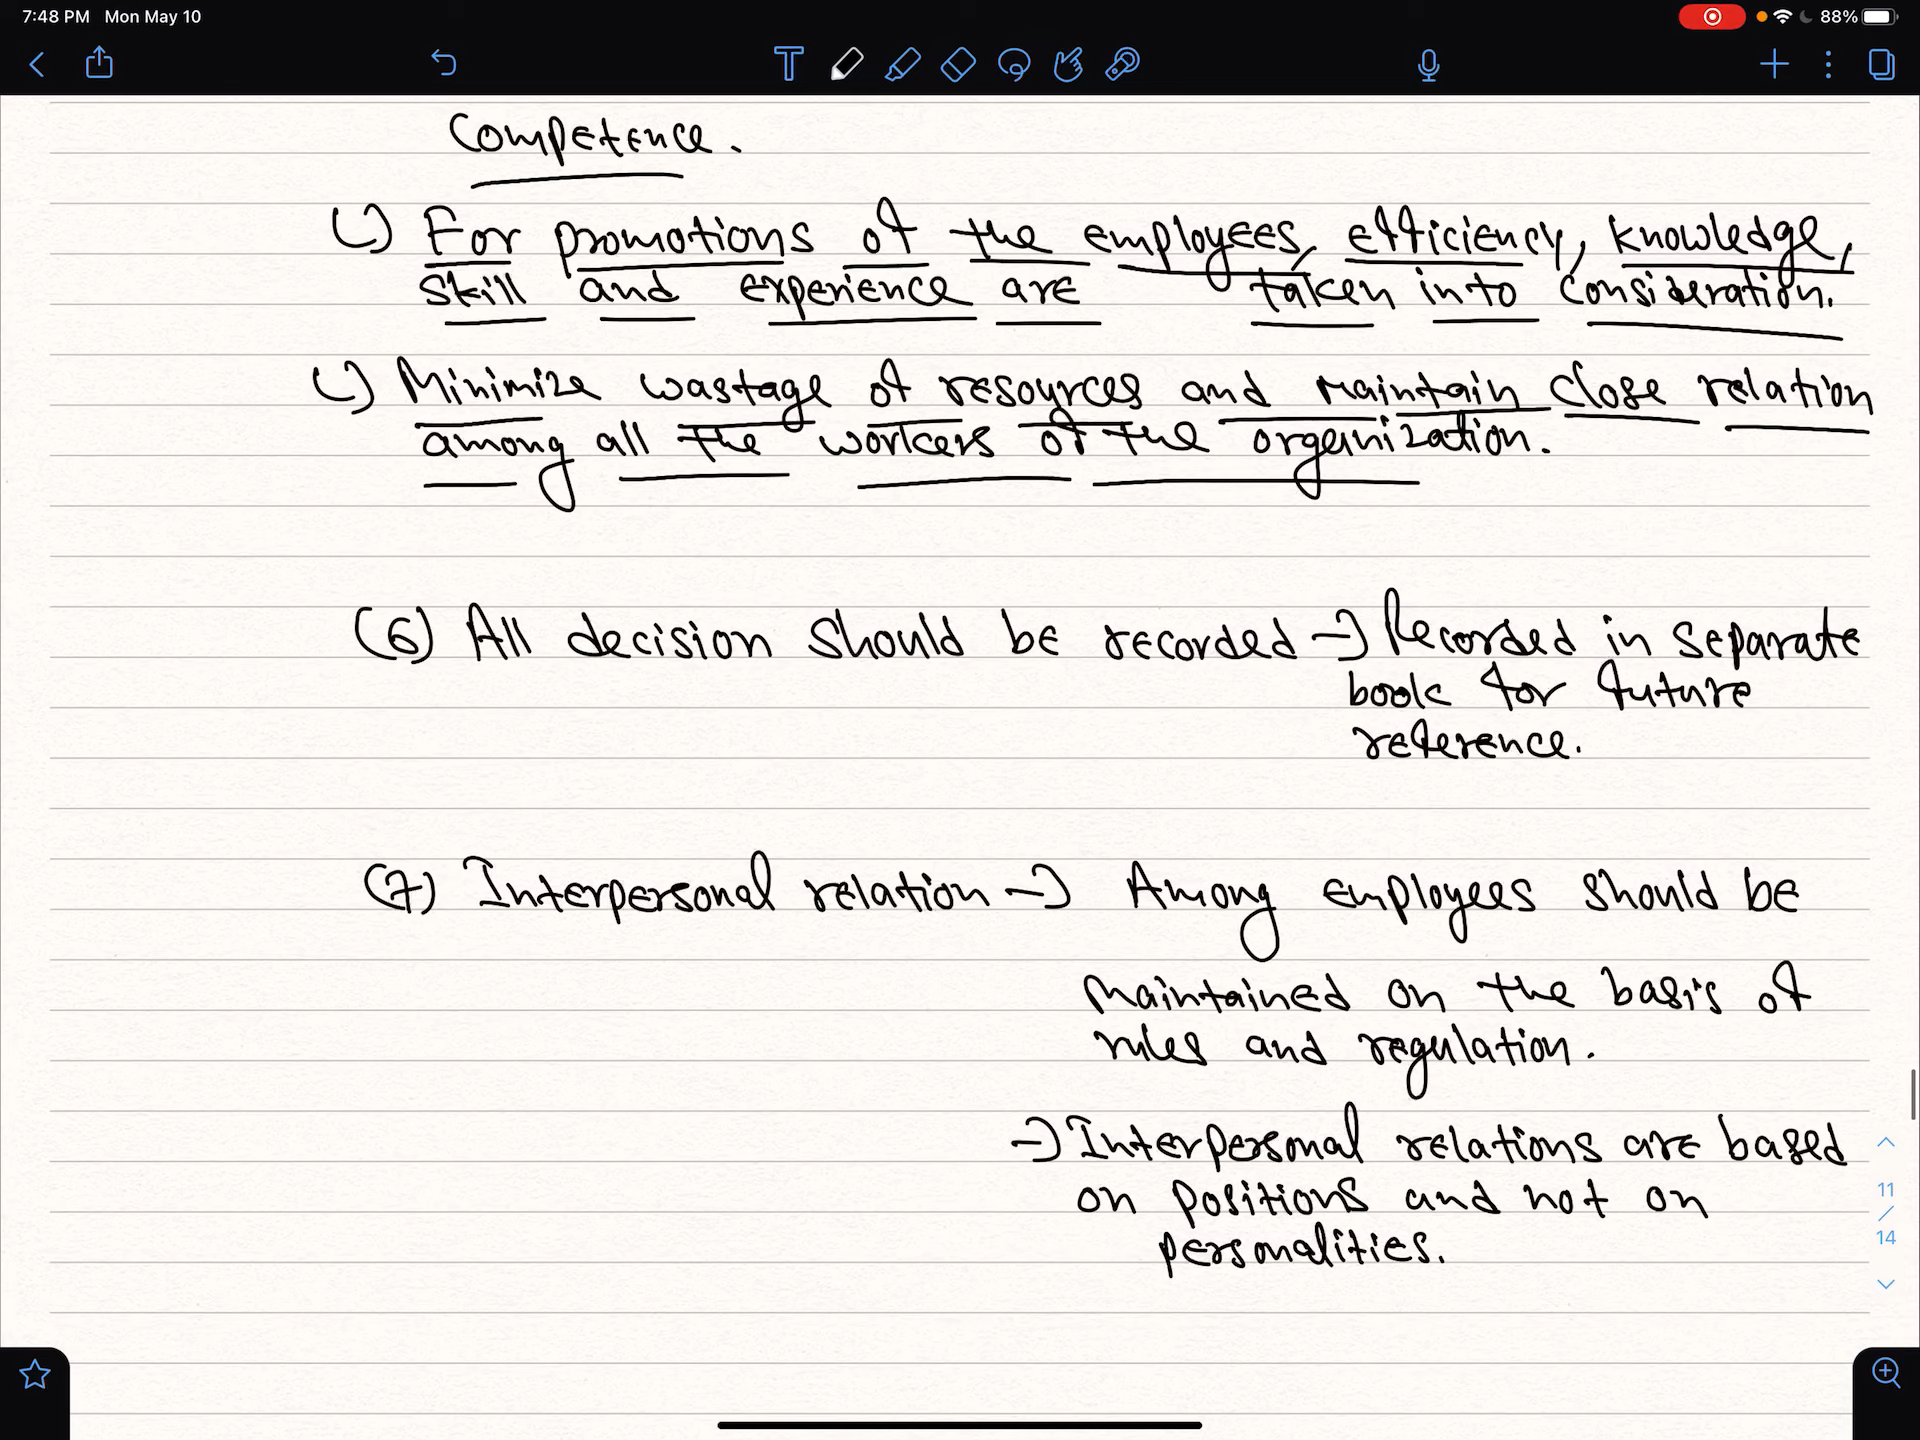 7:48 PM Mon May 10
88%
Competence.
For promotions of the employees, efficiency, knowledge,
skill and experience are taken into consideration.
Minimize wastage of resources and maintain close relation
among all the workers of the organization.
(6) All decision should be recorded → Recorded in separate
book for future
reference.
(7) Interpersonal relation → Among employees should be
maintained on the basis of
rules and regulation.
→ Interpersonal relations are based
on positions and not on
personalities.
11
/
14